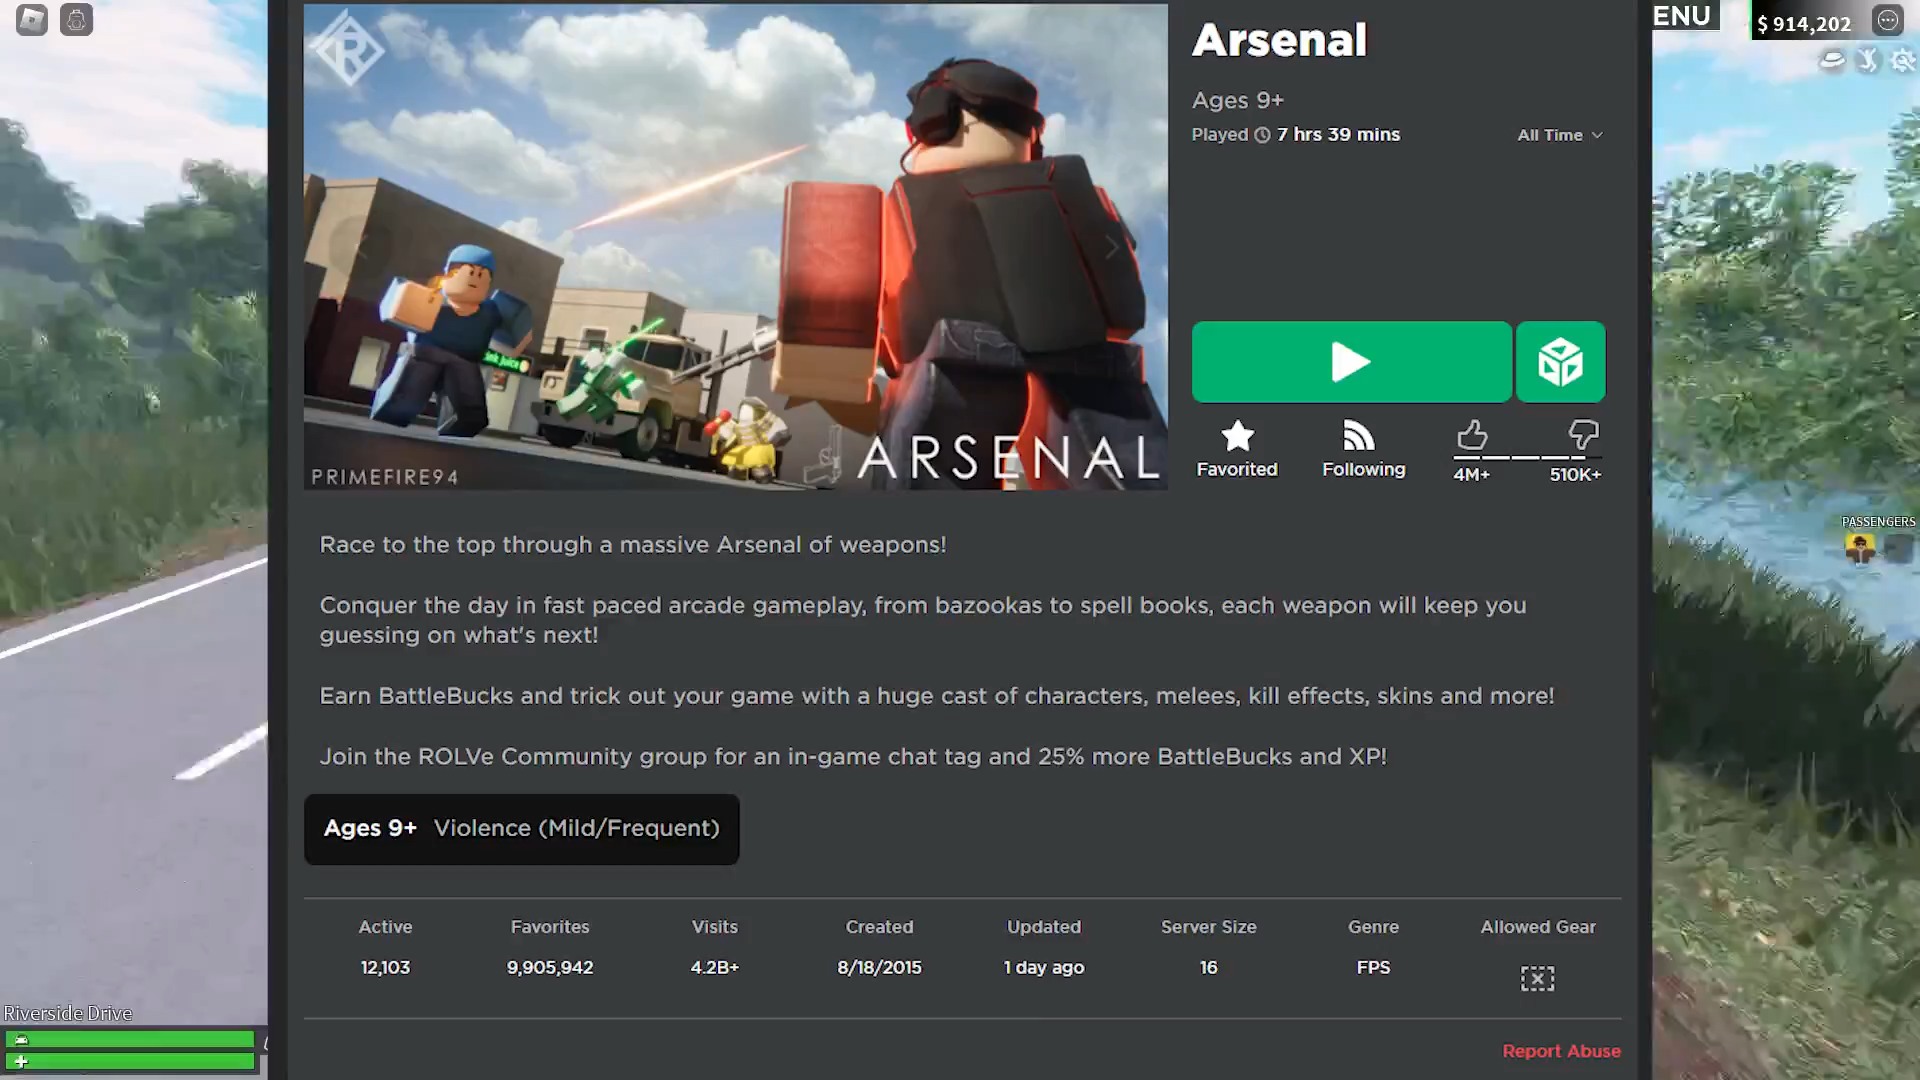 ENU
$ 914,202
R
Arsenal
Ages 9+
Played 7 hrs 39 mins
All Time
ARSENAL
PRIMEFIRE94
Favorited
Following
4M+
510K+
PASSENGERS
Race to the top through a massive Arsenal of weapons!
Conquer the day in fast paced arcade gameplay, from bazookas to spell books, each weapon will keep you
guessing on what's next!
Earn BattleBucks and trick out your game with a huge cast of characters, melees, kill effects, skins and more!
Join the ROLVe Community group for an in-game chat tag and 25% more BattleBucks and XP!
Ages 9+ Violence (Mild/Frequent)
Active Favorites Visits Created Updated Server Size Genre Allowed Gear
12,103 9,905,942 4.2B+ 8/18/2015 1 day ago 16 FPS
Riverside Drive
Report Abuse